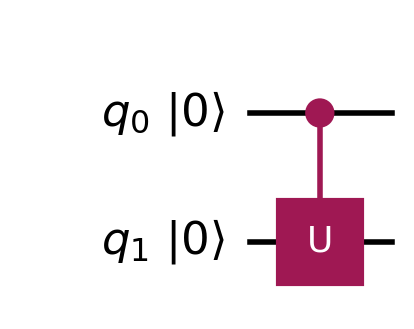 q₀ |0⟩
q₁ |0⟩ U